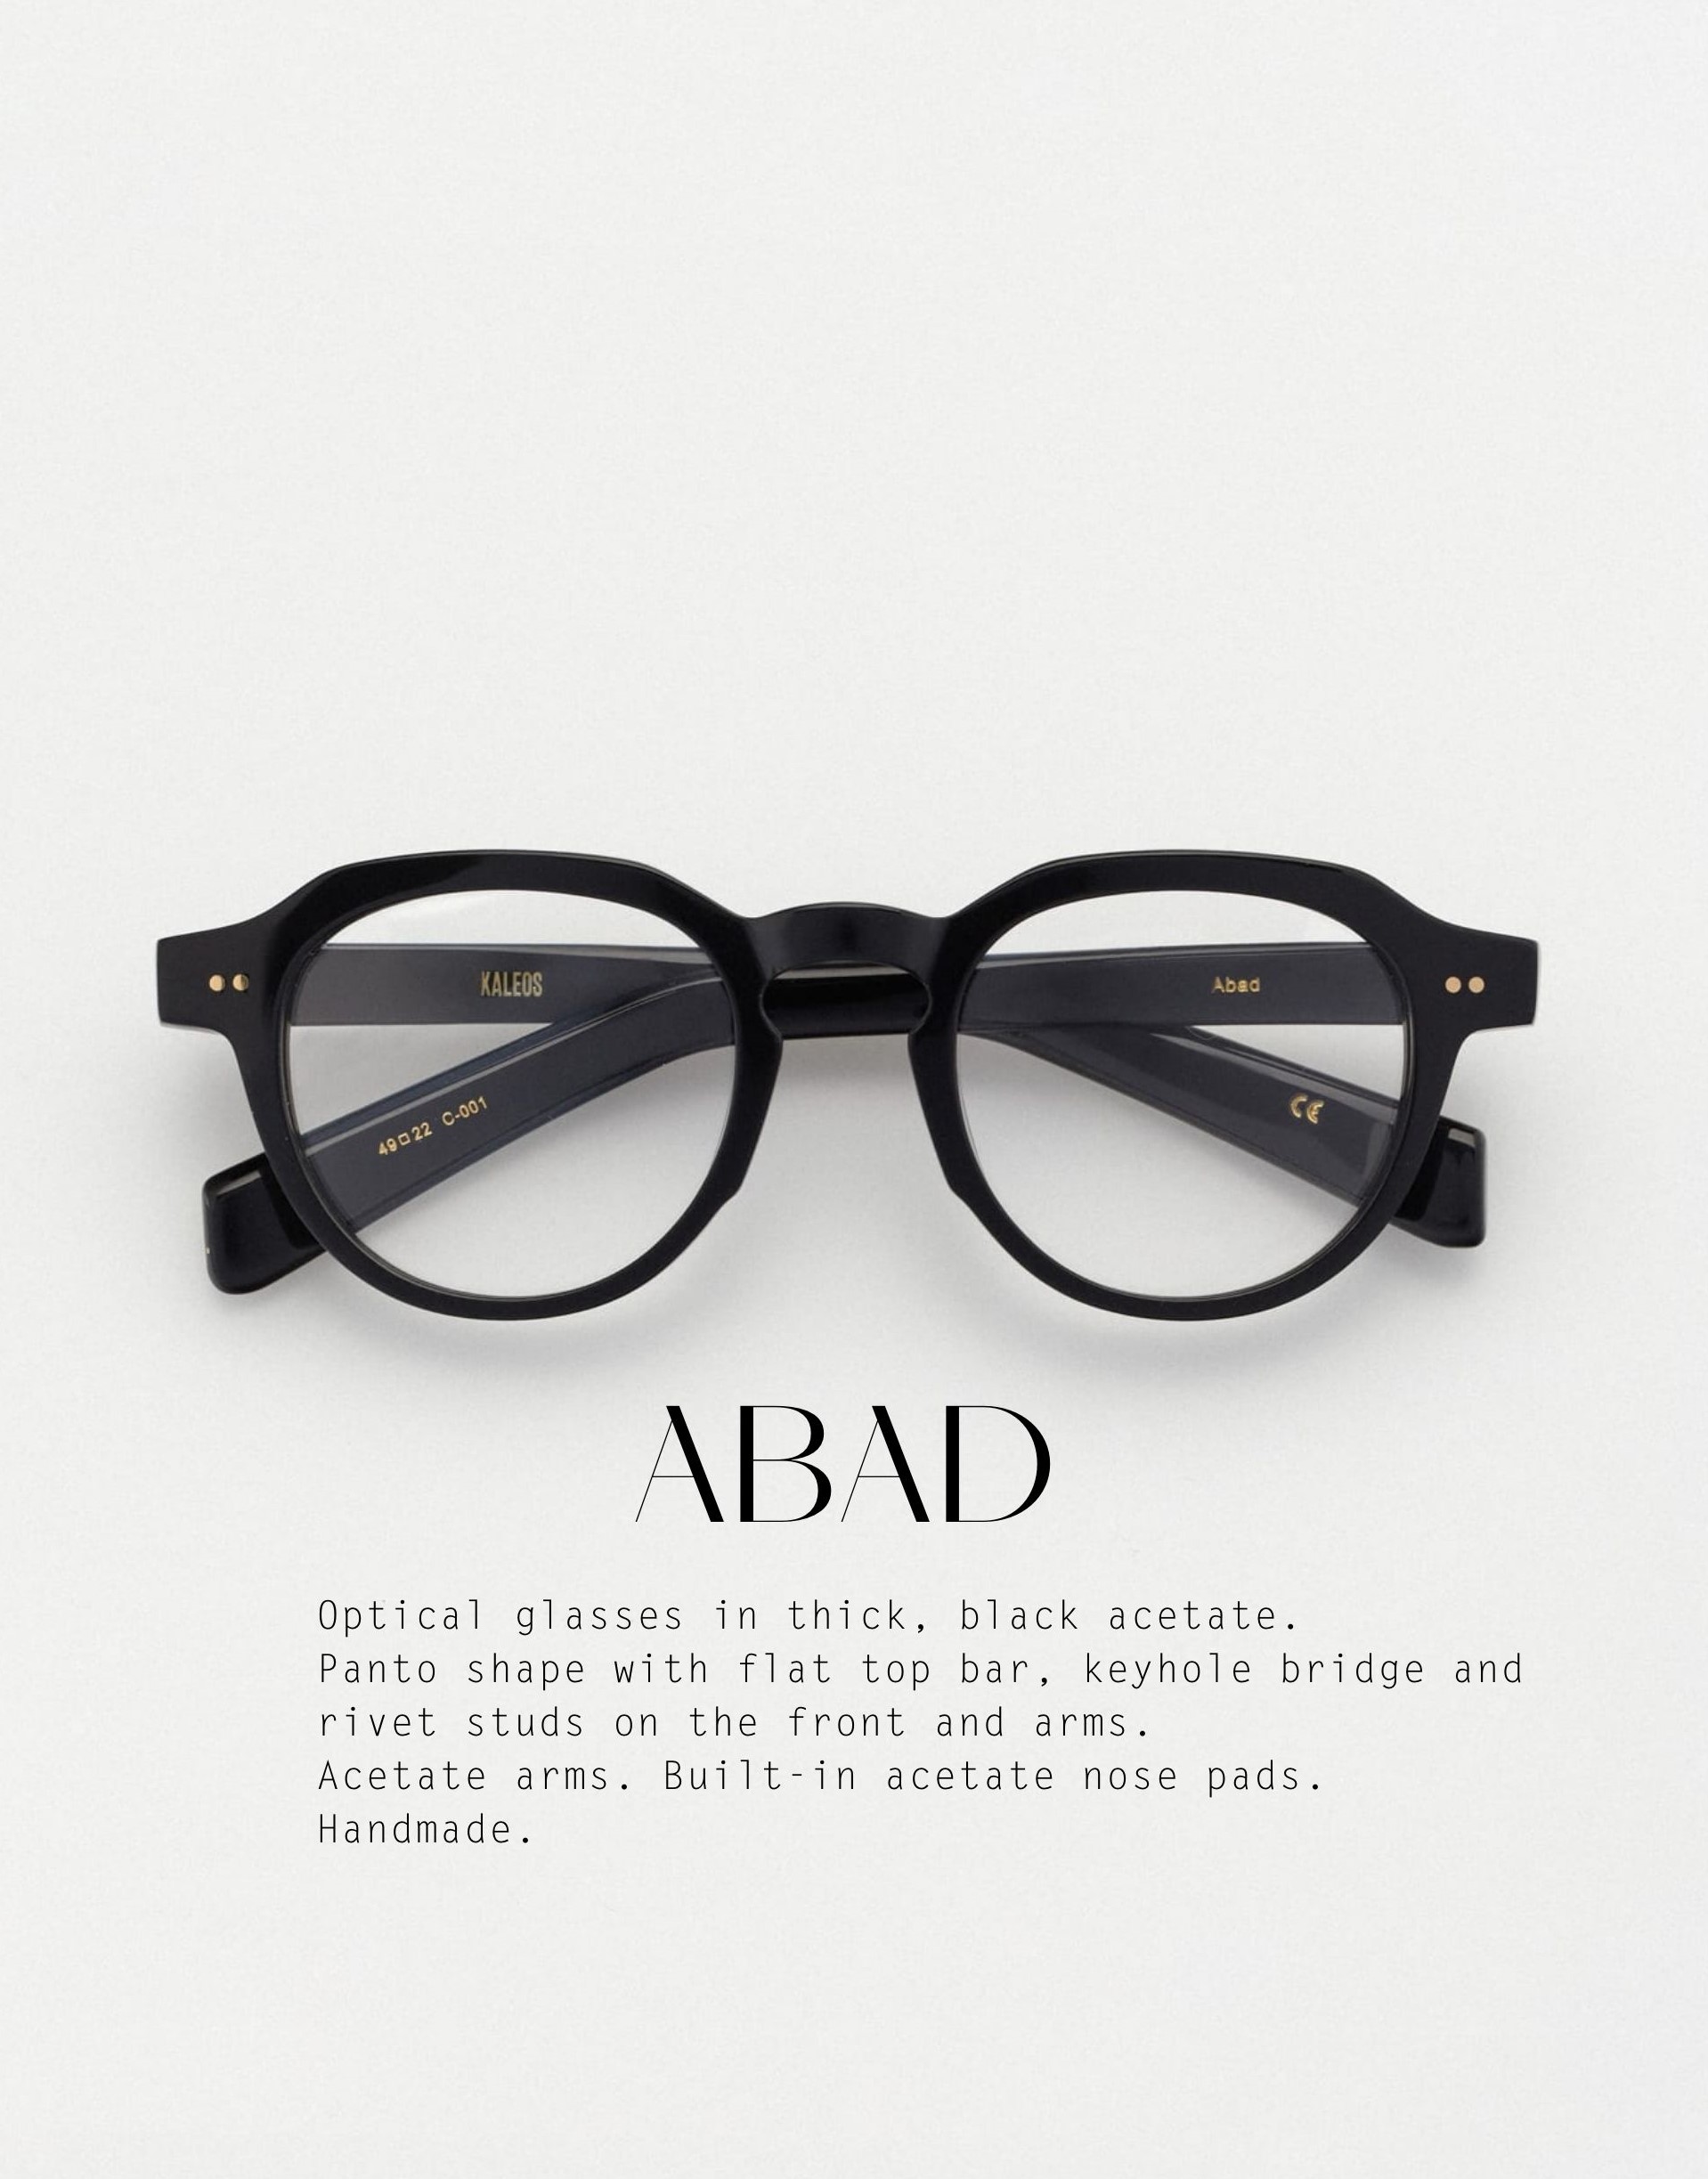 KALEOS
Abad
49□22 C-001
CE
ABAD
Optical glasses in thick, black acetate.
Panto shape with flat top bar, keyhole bridge and
rivet studs on the front and arms.
Acetate arms. Built-in acetate nose pads.
Handmade.